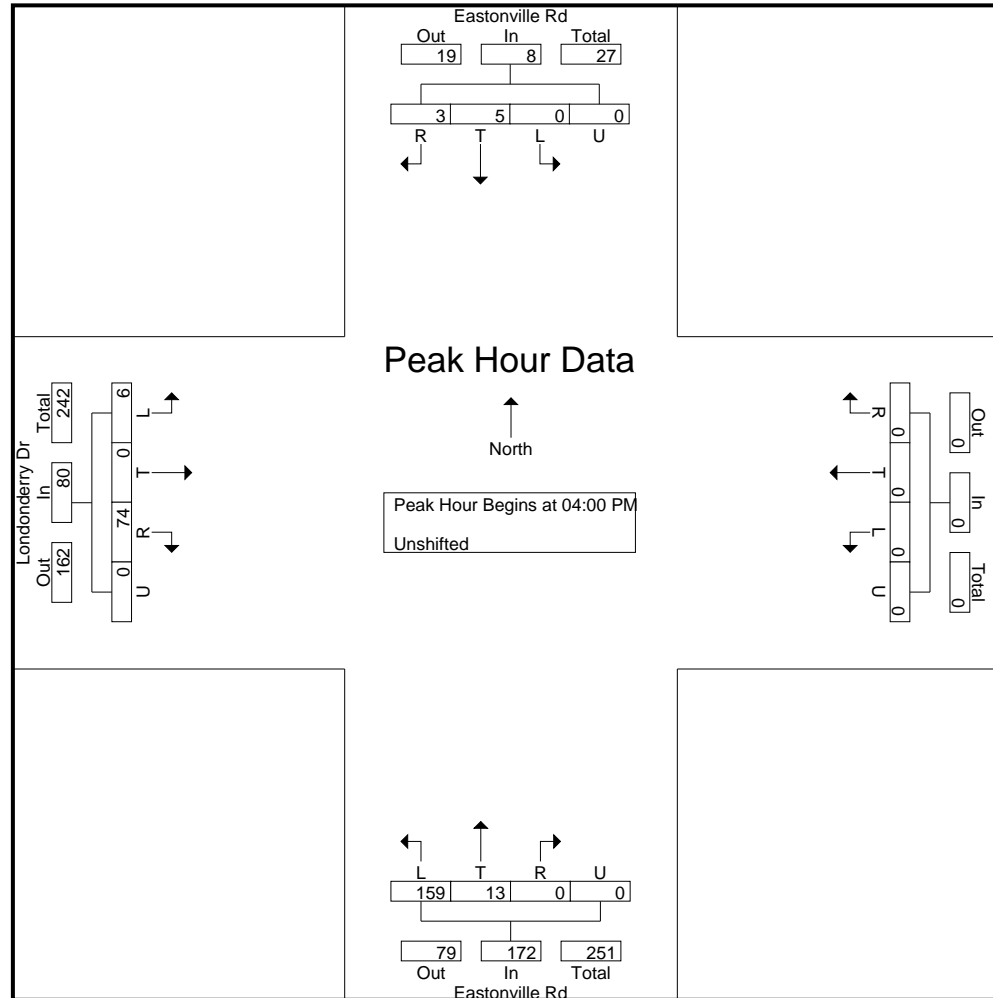 Eastonville Rd
Out In Total
19 8 27
3 5 0 0
R T L U
Peak Hour Data
North
Peak Hour Begins at 04:00 PM
Unshifted
Londonderry Dr
Total In Out
242 80 162
6 0 74 0
L T R U
R T L U
0 0 0 0
Out In Total
0 0 0
L T R U
159 13 0 0
79 172 251
Out In Total
Eastonville Rd